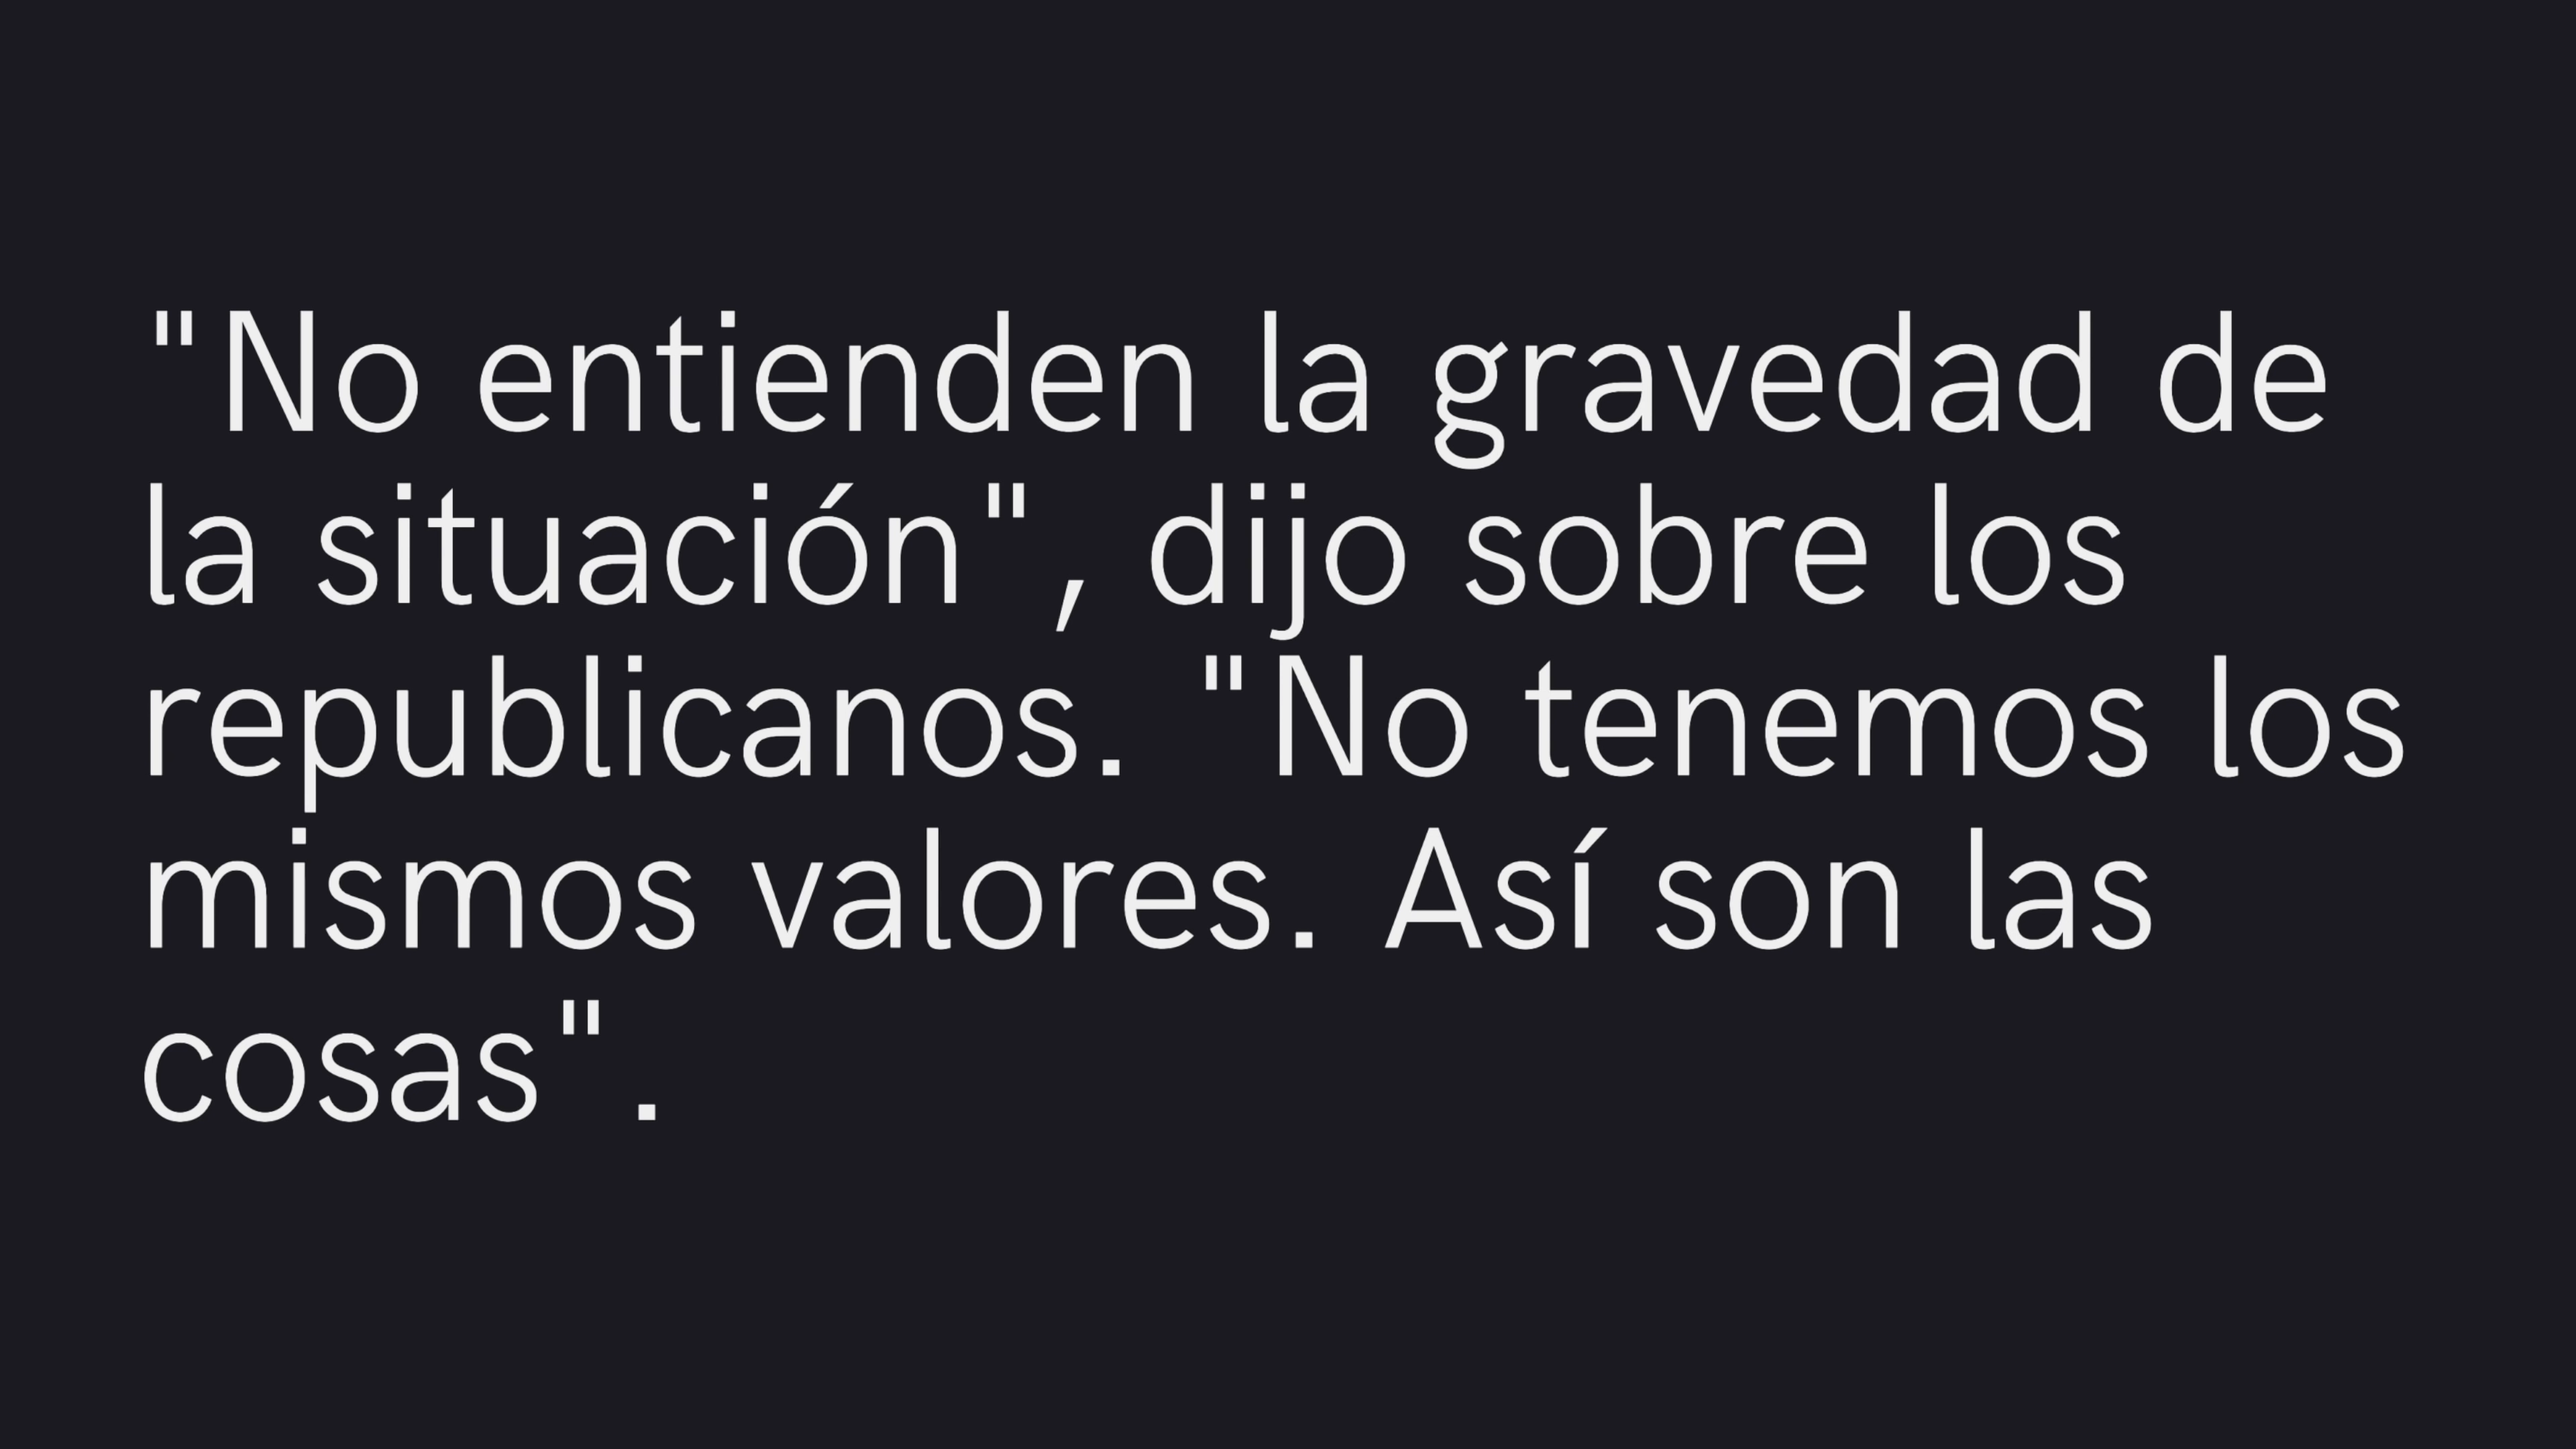 "No entienden la gravedad de
la situación", dijo sobre los
republicanos. "No tenemos los
mismos valores. Así son las
cosas".